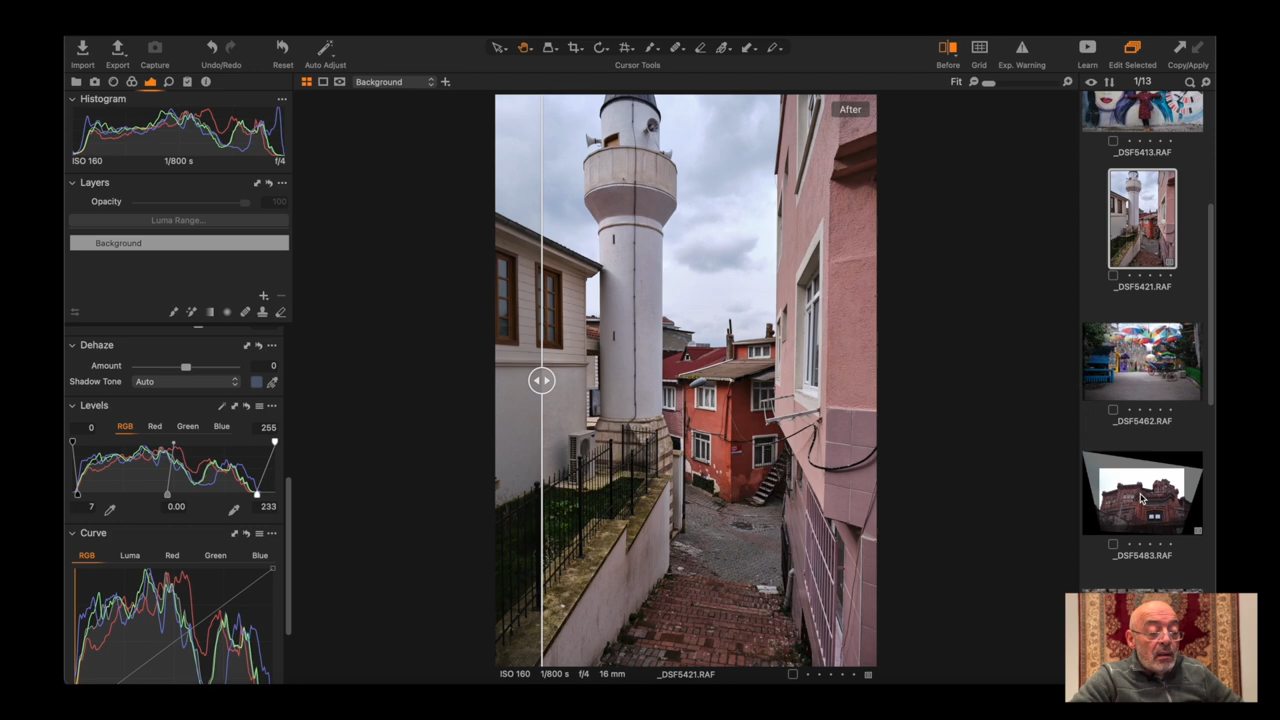 Import Export Capture Undo/Redo Reset Auto Adjust Cursor Tools Before Grid Exp. Warning Learn Edit Selected Copy/Apply
Background Fit 1/13
Histogram
ISO 160 1/800 s f/4
Layers
Opacity 100
Luma Range...
Background
Dehaze
Amount 0
Shadow Tone Auto
Levels
0 RGB Red Green Blue 255
7 0.00 233
Curve
RGB Luma Red Green Blue
After
ISO 160 1/800 s f/4 16 mm _DSF5421.RAF
_DSF5413.RAF
_DSF5421.RAF
_DSF5462.RAF
_DSF5483.RAF